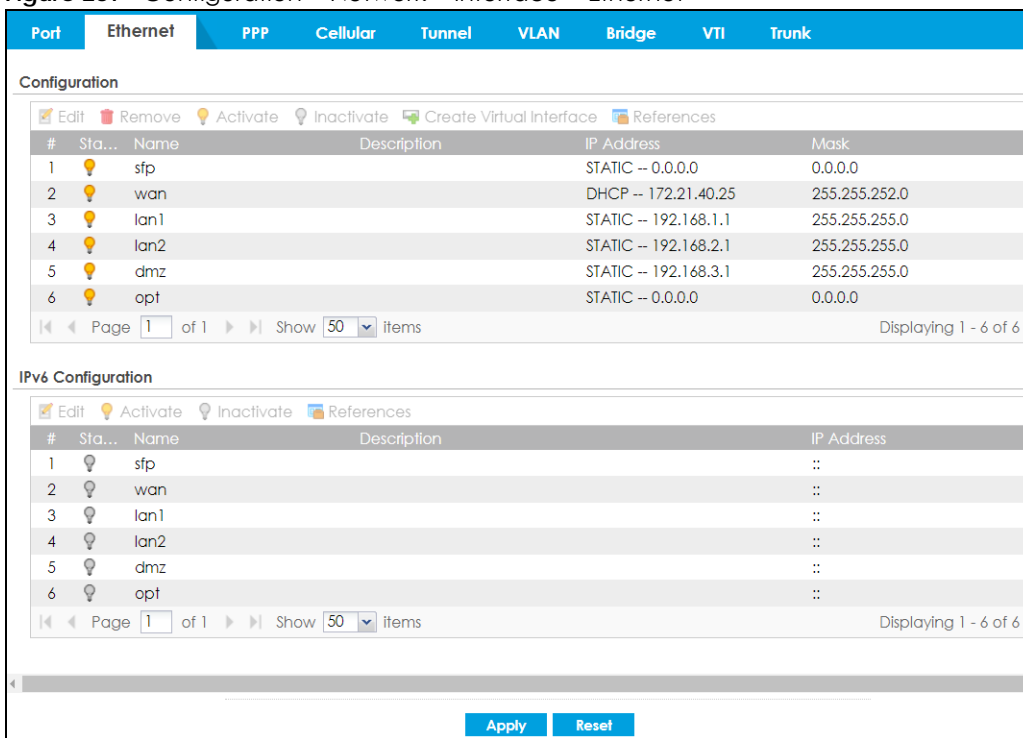 Port Ethernet PPP Cellular Tunnel VLAN Bridge VTI Trunk
Configuration
Edit Remove Activate Inactivate Create Virtual Interface References
# Sta... Name Description IP Address Mask
1 sfp STATIC -- 0.0.0.0 0.0.0.0
2 wan DHCP -- 172.21.40.25 255.255.252.0
3 lan1 STATIC -- 192.168.1.1 255.255.255.0
4 lan2 STATIC -- 192.168.2.1 255.255.255.0
5 dmz STATIC -- 192.168.3.1 255.255.255.0
6 opt STATIC -- 0.0.0.0 0.0.0.0
Page 1 of 1 Show 50 items Displaying 1 - 6 of 6
IPv6 Configuration
Edit Activate Inactivate References
# Sta... Name Description IP Address
1 sfp ::
2 wan ::
3 lan1 ::
4 lan2 ::
5 dmz ::
6 opt ::
Page 1 of 1 Show 50 items Displaying 1 - 6 of 6
Apply Reset